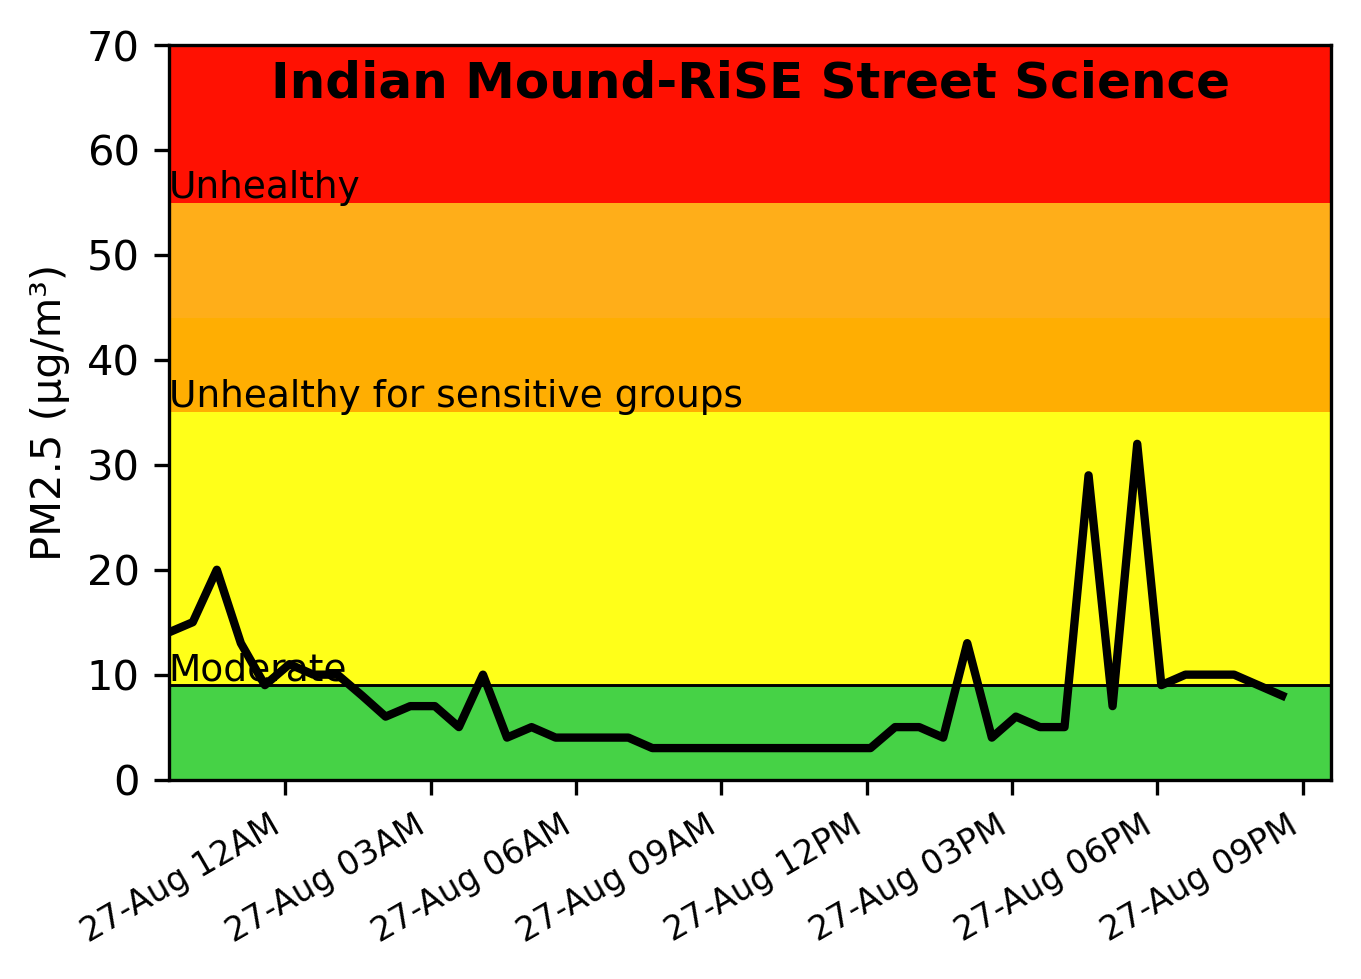 Indian Mound-RiSE Street Science
PM2.5 (µg/m³)
70
60
50
40
30
20
10
0
Unhealthy
Unhealthy for sensitive groups
Moderate
27-Aug 12AM
27-Aug 03AM
27-Aug 06AM
27-Aug 09AM
27-Aug 12PM
27-Aug 03PM
27-Aug 06PM
27-Aug 09PM